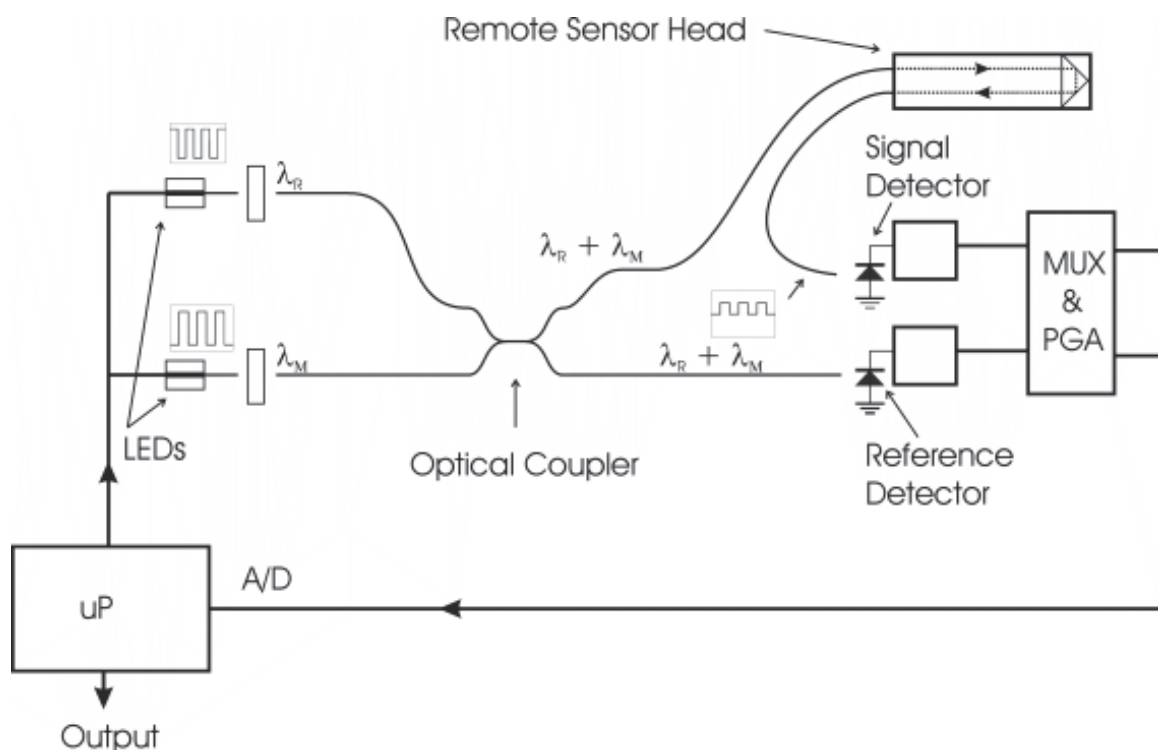 Remote Sensor Head
Signal
Detector
λR
λR + λM
MUX
&
PGA
λM
λR + λM
LEDs
Optical Coupler
Reference
Detector
A/D
uP
Output